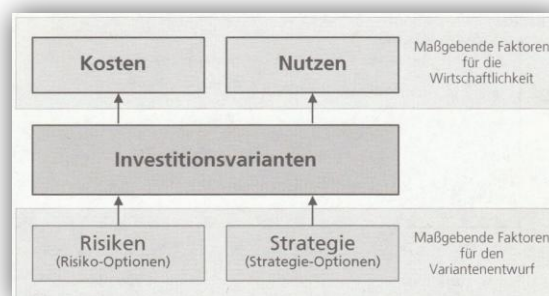 Kosten
Nutzen
Maßgebende Faktoren
für die
Wirtschaftlichkeit
Investitionsvarianten
Risiken
(Risiko-Optionen)
Strategie
(Strategie-Optionen)
Maßgebende Faktoren
für den
Variantenentwurf